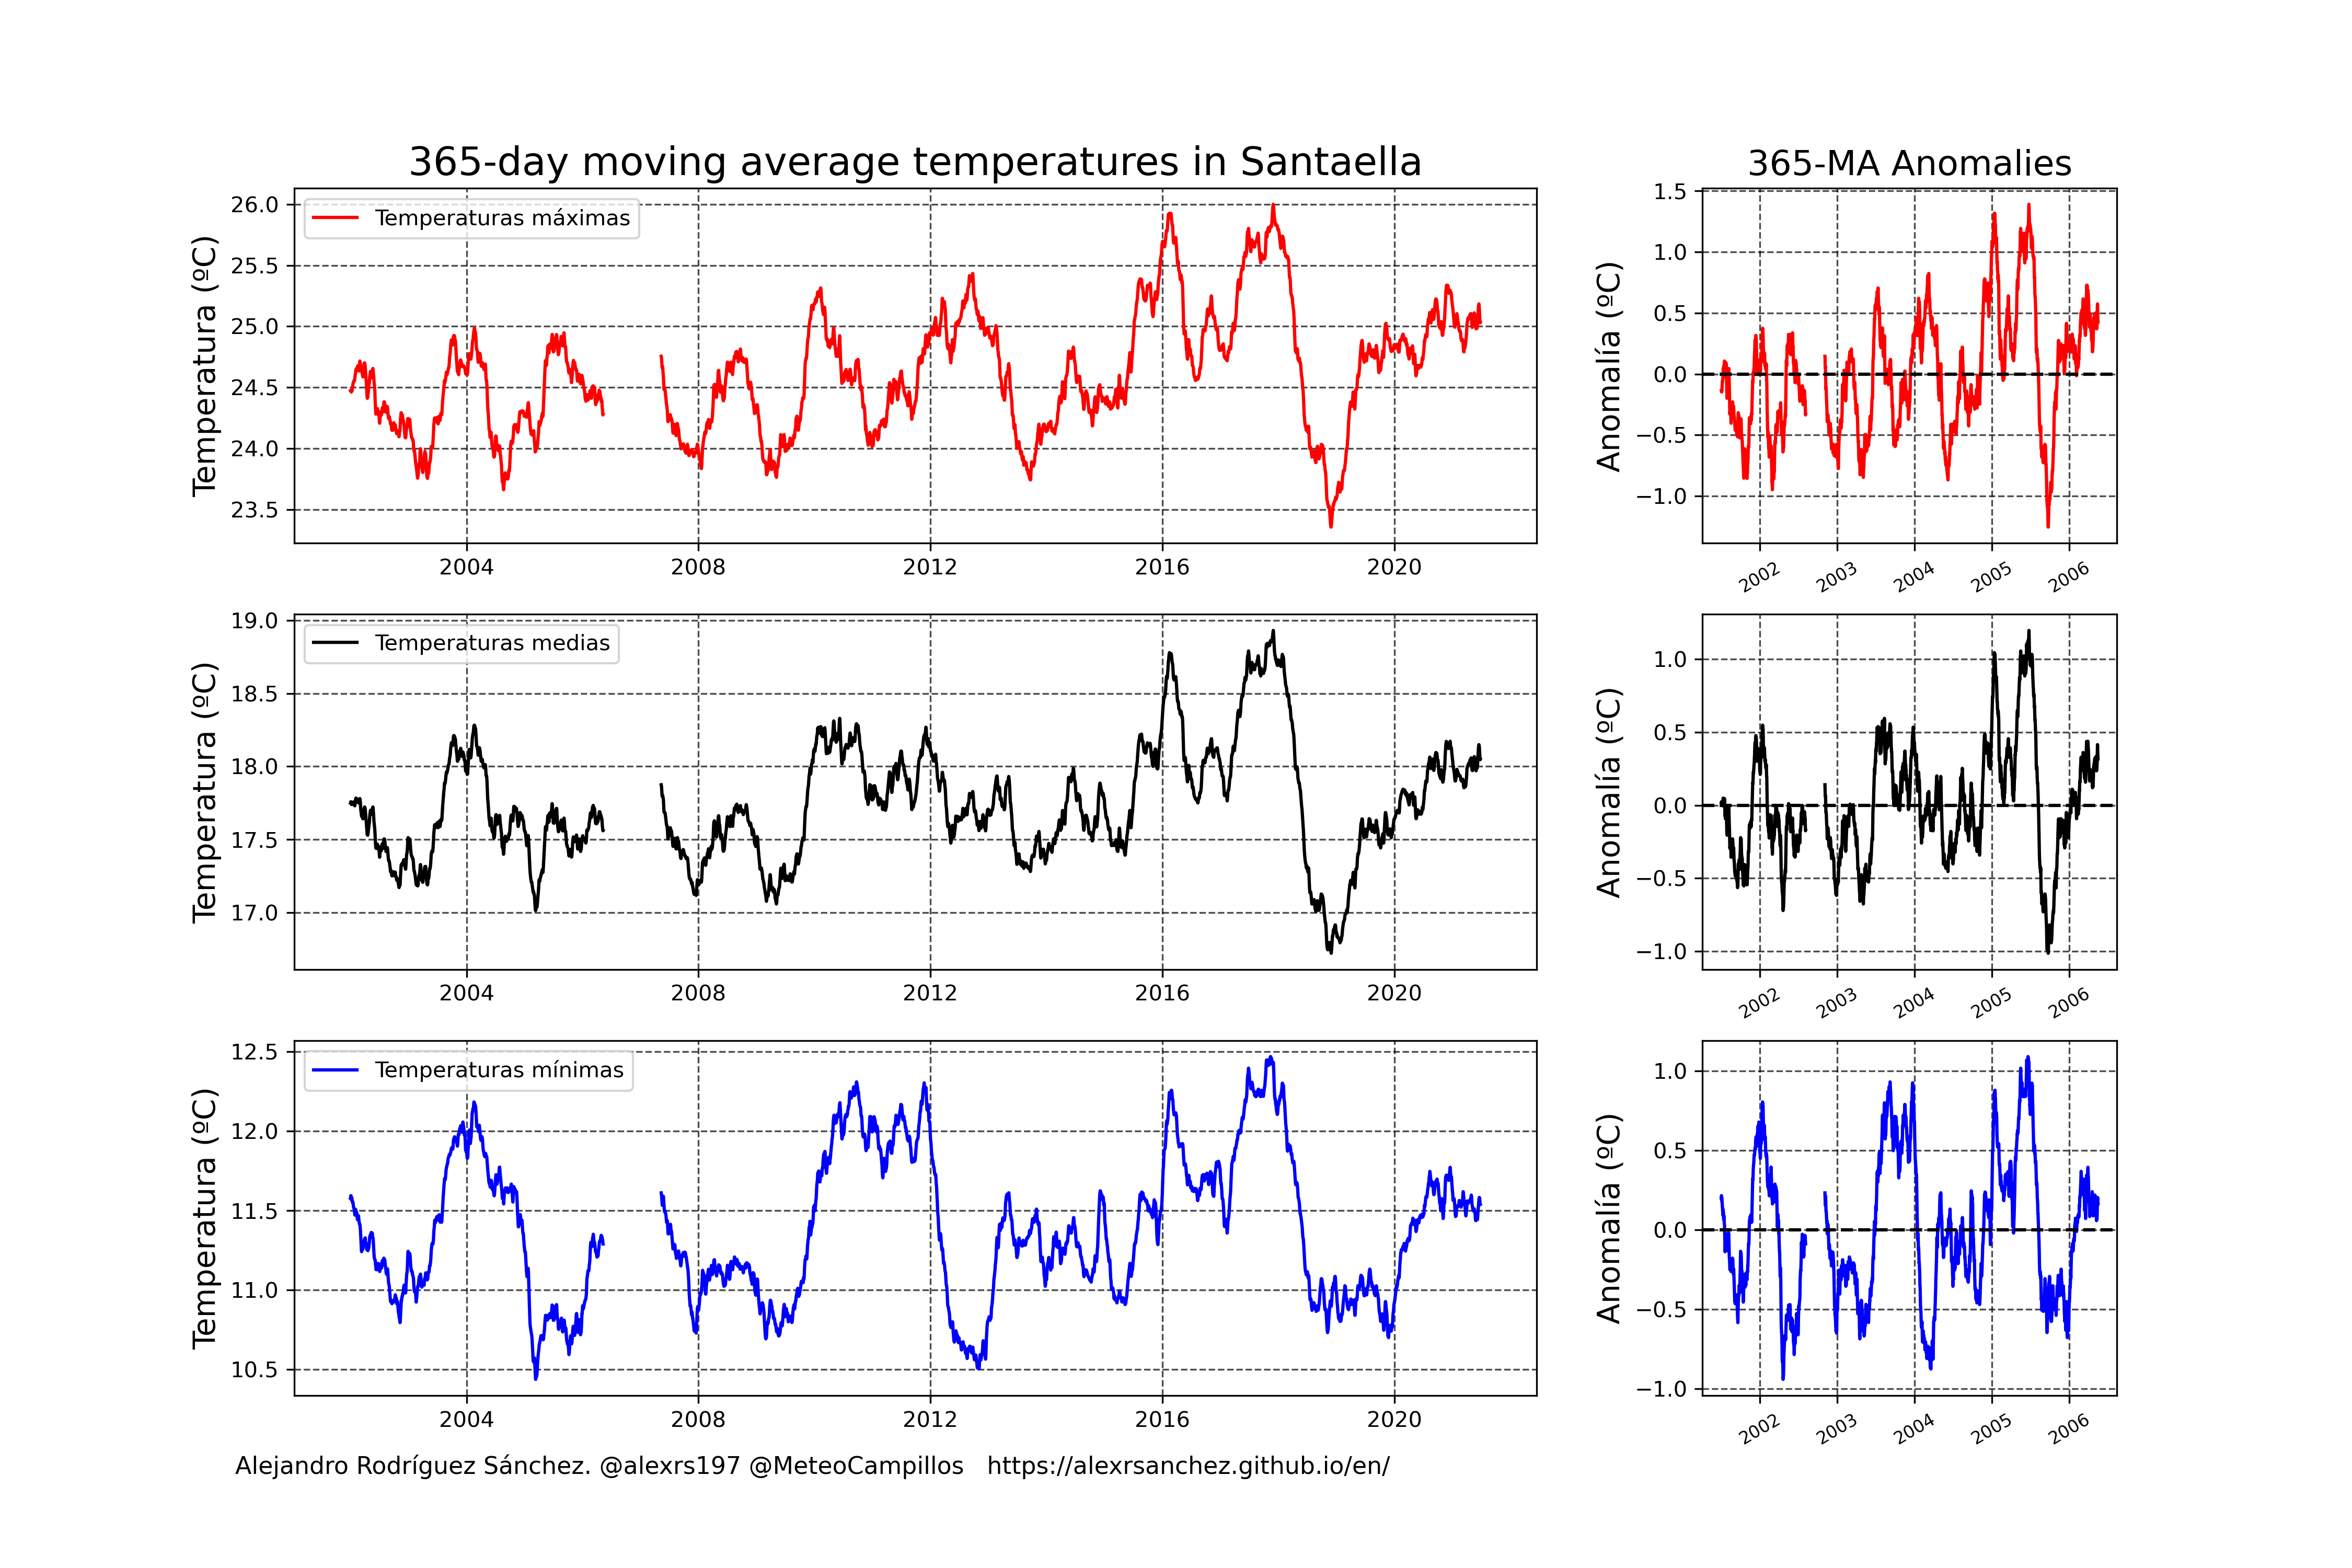 365-day moving average temperatures in Santaella
365-MA Anomalies
Temperatura (ºC)
26.0
25.5
25.0
24.5
24.0
23.5
Temperaturas máximas
2004 2008 2012 2016 2020
Anomalía (ºC)
1.5
1.0
0.5
0.0
−0.5
−1.0
2002 2003 2004 2005 2006
Temperatura (ºC)
19.0
18.5
18.0
17.5
17.0
Temperaturas medias
2004 2008 2012 2016 2020
Anomalía (ºC)
1.0
0.5
0.0
−0.5
−1.0
2002 2003 2004 2005 2006
Temperatura (ºC)
12.5
12.0
11.5
11.0
10.5
Temperaturas mínimas
2004 2008 2012 2016 2020
Anomalía (ºC)
1.0
0.5
0.0
−0.5
−1.0
2002 2003 2004 2005 2006
Alejandro Rodríguez Sánchez. @alexrs197 @MeteoCampillos https://alexrsanchez.github.io/en/